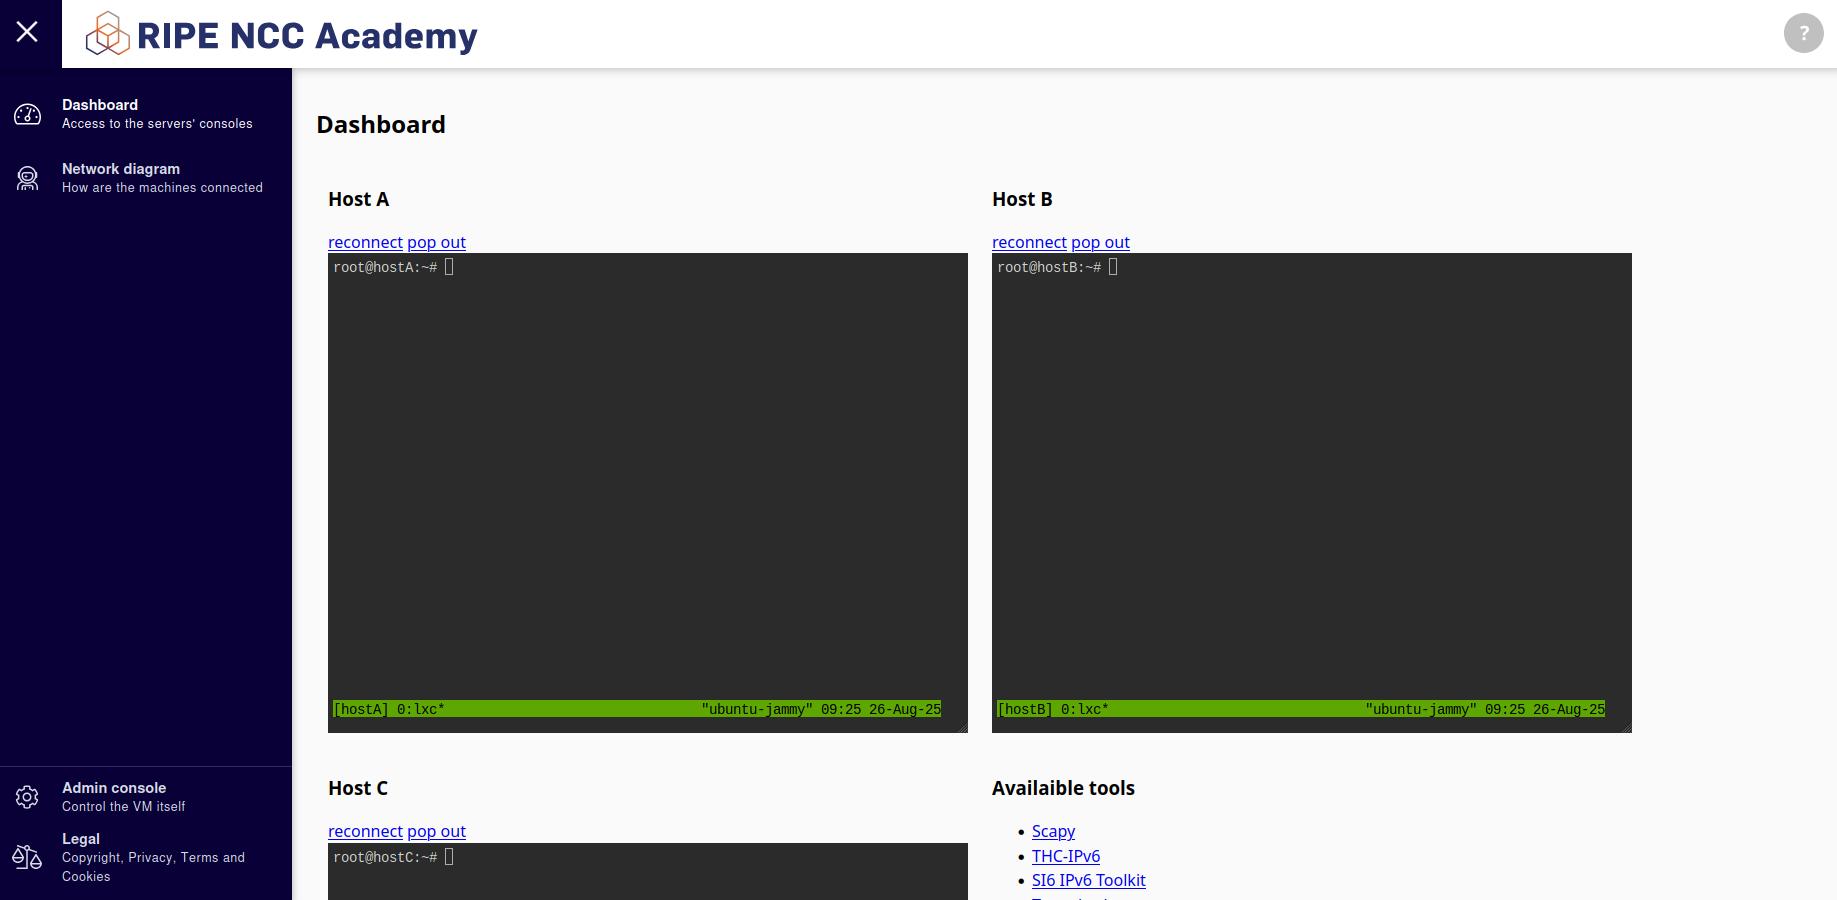 RIPE NCC Academy
?
Dashboard
Access to the servers' consoles
Network diagram
How are the machines connected
Admin console
Control the VM itself
Legal
Copyright, Privacy, Terms and
Cookies
Dashboard
Host A
reconnect pop out
root@hostA:~#
[hostA] 0:lxc* "ubuntu-jammy" 09:25 26-Aug-25
Host B
reconnect pop out
root@hostB:~#
[hostB] 0:lxc* "ubuntu-jammy" 09:25 26-Aug-25
Host C
reconnect pop out
root@hostC:~#
Availaible tools
Scapy
THC-IPv6
SI6 IPv6 Toolkit